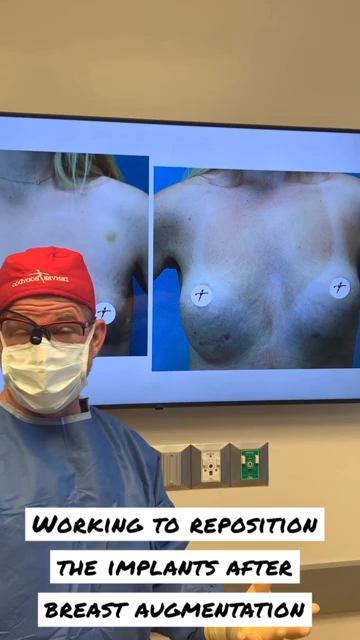 WORKING TO REPOSITION
THE IMPLANTS AFTER
BREAST AUGMENTATION